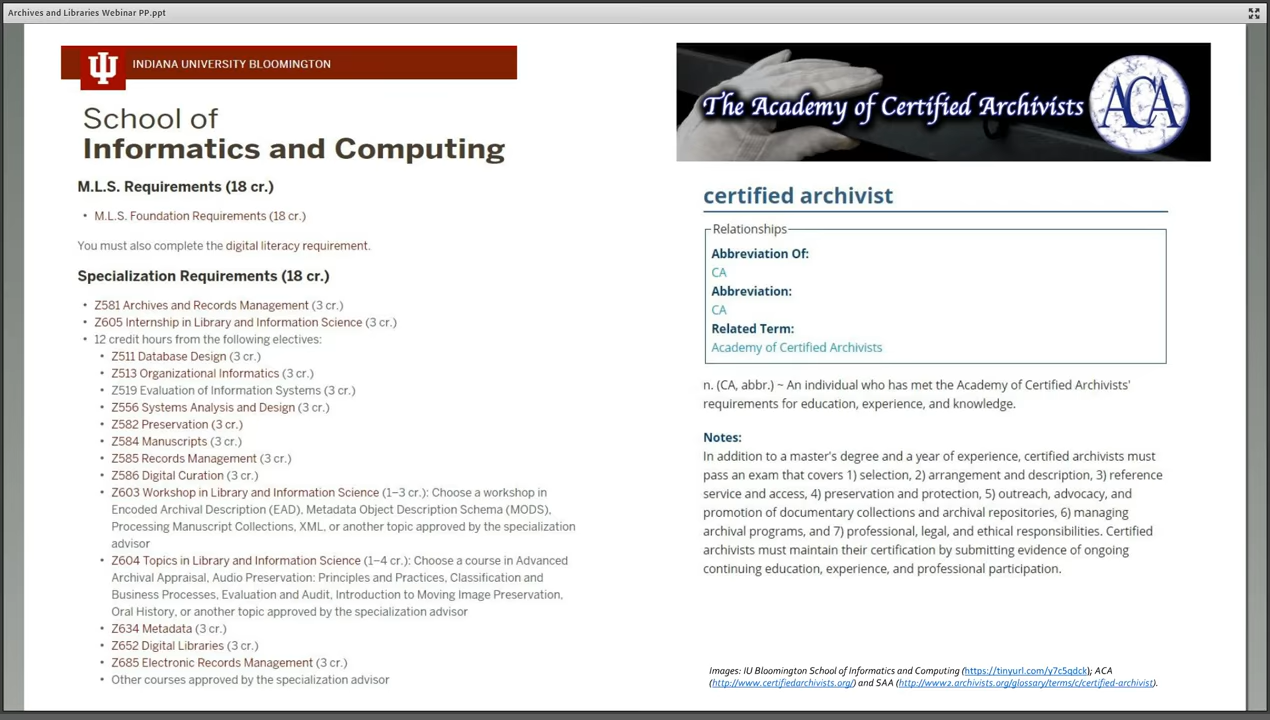 Archives and Libraries Webinar PP.ppt
INDIANA UNIVERSITY BLOOMINGTON
School of
Informatics and Computing
M.L.S. Requirements (18 cr.)
• M.L.S. Foundation Requirements (18 cr.)
You must also complete the digital literacy requirement.
Specialization Requirements (18 cr.)
• Z581 Archives and Records Management (3 cr.)
• Z605 Internship in Library and Information Science (3 cr.)
• 12 credit hours from the following electives:
• Z511 Database Design (3 cr.)
• Z513 Organizational Informatics (3 cr.)
• Z519 Evaluation of Information Systems (3 cr.)
• Z556 Systems Analysis and Design (3 cr.)
• Z582 Preservation (3 cr.)
• Z584 Manuscripts (3 cr.)
• Z585 Records Management (3 cr.)
• Z586 Digital Curation (3 cr.)
• Z603 Workshop in Library and Information Science (1–3 cr.): Choose a workshop in
Encoded Archival Description (EAD), Metadata Object Description Schema (MODS),
Processing Manuscript Collections, XML, or another topic approved by the specialization
advisor
• Z604 Topics in Library and Information Science (1–4 cr.): Choose a course in Advanced
Archival Appraisal, Audio Preservation: Principles and Practices, Classification and
Business Processes, Evaluation and Audit, Introduction to Moving Image Preservation,
Oral History, or another topic approved by the specialization advisor
• Z634 Metadata (3 cr.)
• Z652 Digital Libraries (3 cr.)
• Z685 Electronic Records Management (3 cr.)
• Other courses approved by the specialization advisor
The Academy of Certified Archivists
ACA
certified archivist
Relationships
Abbreviation Of:
CA
Abbreviation:
CA
Related Term:
Academy of Certified Archivists
n. (CA, abbr.) ~ An individual who has met the Academy of Certified Archivists'
requirements for education, experience, and knowledge.
Notes:
In addition to a master's degree and a year of experience, certified archivists must
pass an exam that covers 1) selection, 2) arrangement and description, 3) reference
service and access, 4) preservation and protection, 5) outreach, advocacy, and
promotion of documentary collections and archival repositories, 6) managing
archival programs, and 7) professional, legal, and ethical responsibilities. Certified
archivists must maintain their certification by submitting evidence of ongoing
continuing education, experience, and professional participation.
Images: IU Bloomington School of Informatics and Computing (https://tinyurl.com/y7c5qdck); ACA
(http://www.certifiedarchivists.org/) and SAA (http://www2.archivists.org/glossary/terms/c/certified-archivist).